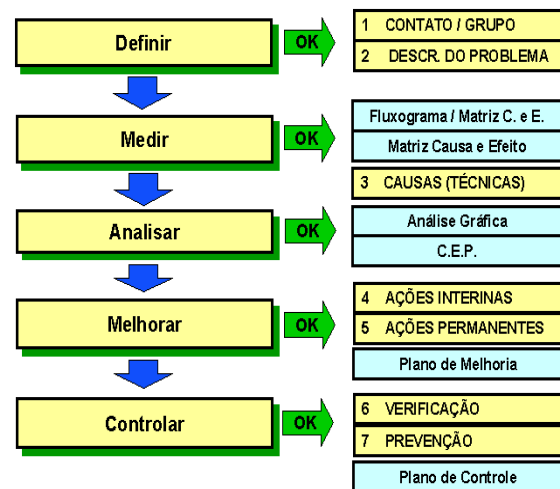 Definir
OK
1 CONTATO / GRUPO
2 DESCR. DO PROBLEMA
Medir
OK
Fluxograma / Matriz C. e E.
Matriz Causa e Efeito
3 CAUSAS (TÉCNICAS)
Analisar
OK
Análise Gráfica
C.E.P.
Melhorar
OK
4 AÇÕES INTERINAS
5 AÇÕES PERMANENTES
Plano de Melhoria
Controlar
OK
6 VERIFICAÇÃO
7 PREVENÇÃO
Plano de Controle